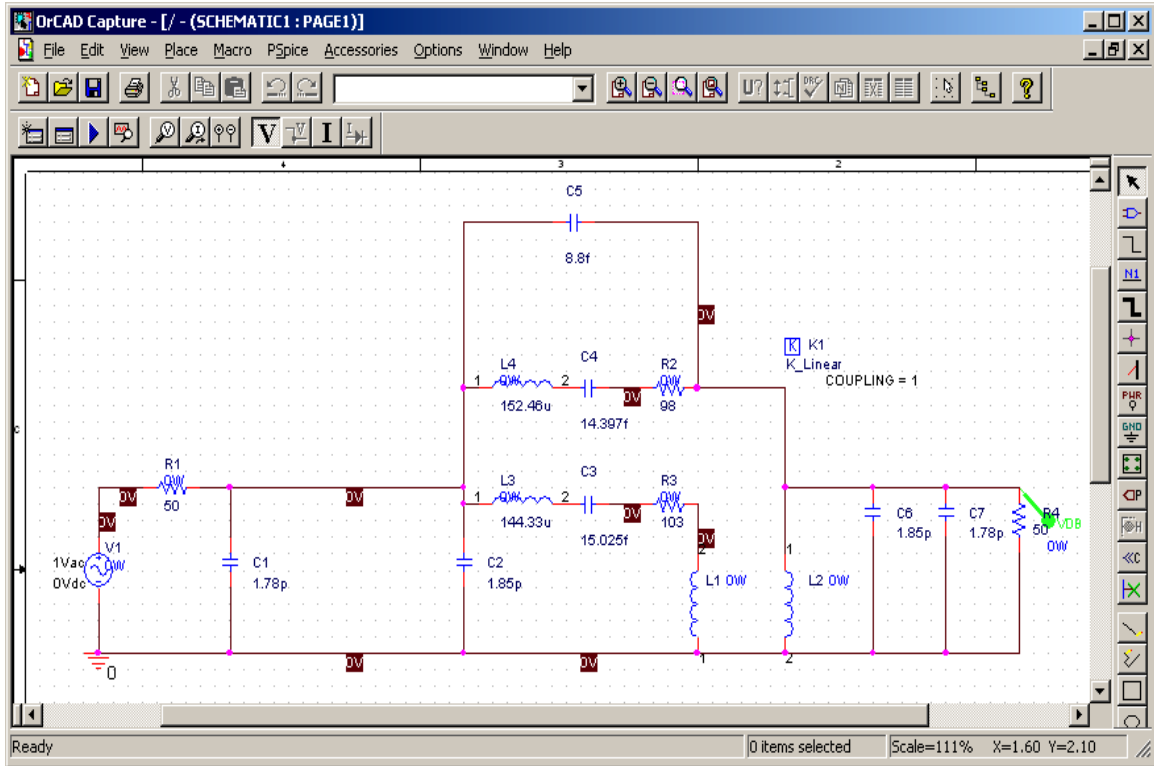 OrCAD Capture - [/ - (SCHEMATIC1 : PAGE1)]
File Edit View Place Macro PSpice Accessories Options Window Help
U? DRC
V V I I
4 3 2
C5
8.8f
0V
K K1
K_Linear
COUPLING = 1
L4 C4 R2
1 0W 2 0W
0V
152.46u 98
14.397f
C
R1
0W
0V 0V
50
L3 C3 R3
1 0W 2 0W
0V
144.33u 103
15.025f
0V
V1
0W
1Vac
0Vdc
0V
C1
1.78p
C2
1.85p
2 1
L1 0W
L2 0W
C6
1.85p
C7
1.78p
R4
50
VDB
0W
0V 0V
1 2
0
N1
PWR
GND
P
H
C
Ready 0 items selected Scale=111% X=1.60 Y=2.10